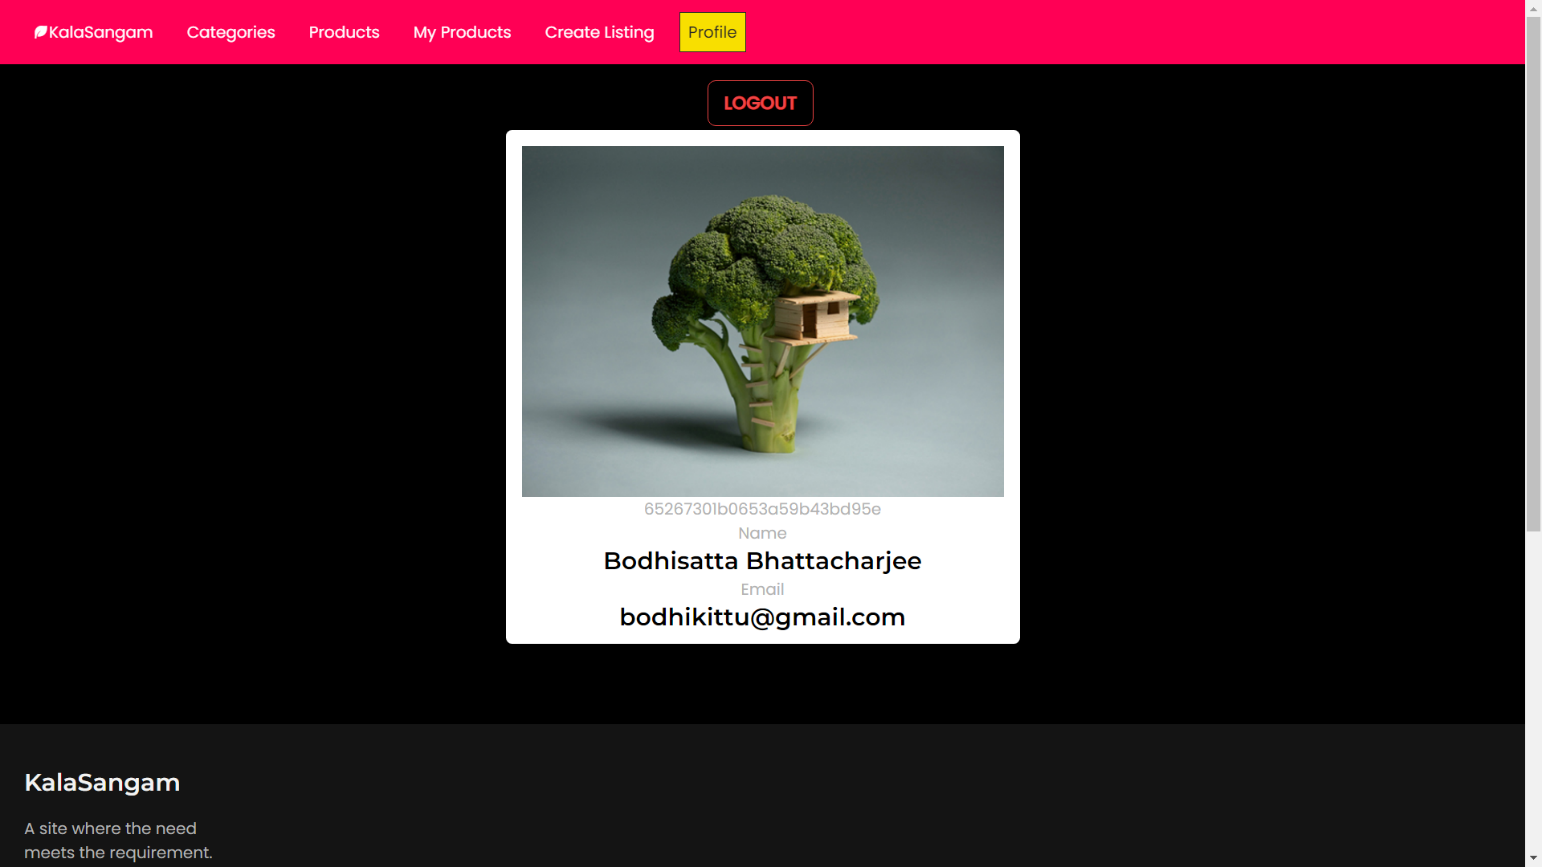 KalaSangam Categories Products My Products Create Listing Profile
LOGOUT
65267301b0653a59b43bd95e
Name
Bodhisatta Bhattacharjee
Email
bodhikittu@gmail.com
KalaSangam
A site where the need
meets the requirement.